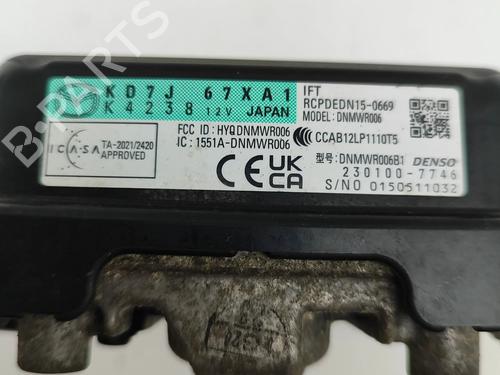 KD7J 67XA1
K4238 12V JAPAN
IFT
RCPDEDN15-0669
MODEL: DNMWR006
ICASA
TA-2021/2420
APPROVED
FCC ID : HYQDNMWR006
IC : 1551A-DNMWR006
CCAB12LP1110T5
CE UK CA
型号: DNMWR006B1 DENSO
230100-7746
S/NO 0150511032
B-PARTS